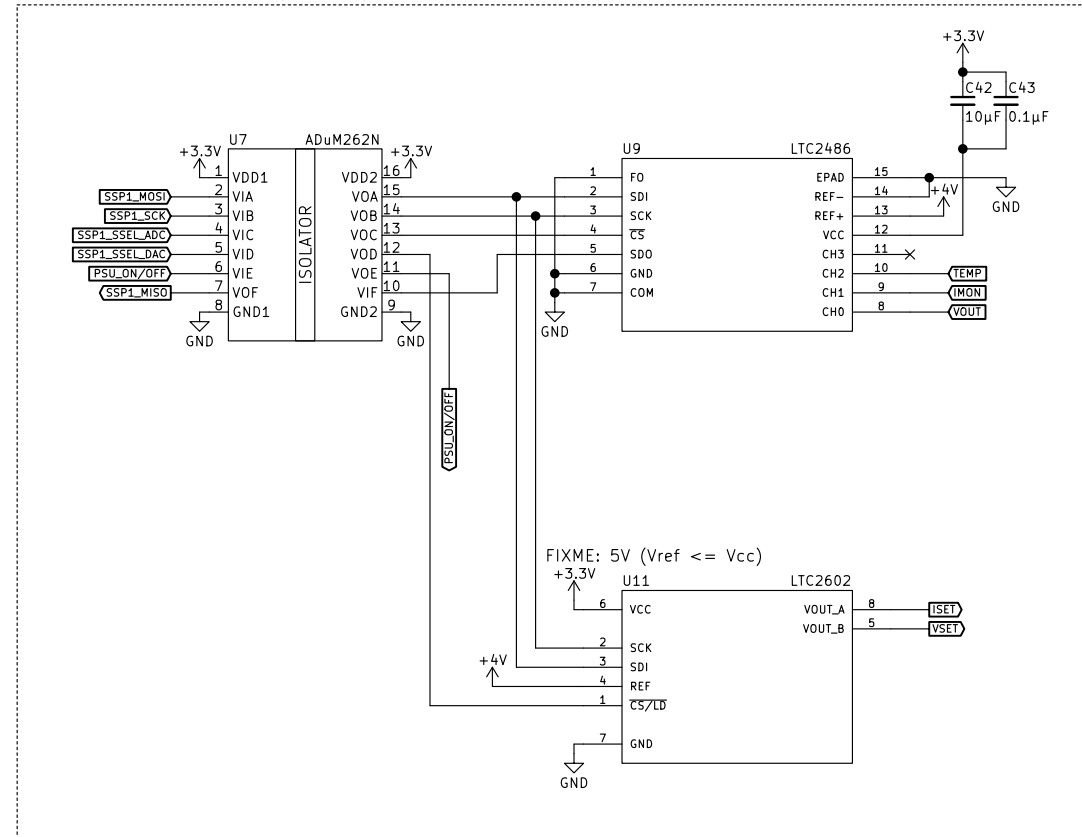 +3.3V
C42
C43
10µF
0.1µF
U7
ADuM262N
+3.3V
+3.3V
ISOLATOR
1
VDD1
VDD2
16
SSP1_MOSI
2
VIA
VOA
15
SSP1_SCK
3
VIB
VOB
14
SSP1_SSEL_ADC
4
VIC
VOC
13
SSP1_SSEL_DAC
5
VID
VOD
12
PSU_ON/OFF
6
VIE
VOE
11
SSP1_MISO
7
VOF
VIF
10
8
GND1
GND2
9
GND
GND
PSU_ON/OFF
U9
LTC2486
1
FO
EPAD
15
2
SDI
REF-
14
+4V
GND
3
SCK
REF+
13
4
CS
VCC
12
5
SDO
CH3
11
6
GND
CH2
10
TEMP
7
COM
CH1
9
IMON
CH0
8
VOUT
GND
FIXME: 5V (Vref <= Vcc)
+3.3V
U11
LTC2602
6
VCC
VOUT_A
8
ISET
VOUT_B
5
VSET
2
SCK
3
SDI
+4V
4
REF
1
CS/LD
7
GND
GND